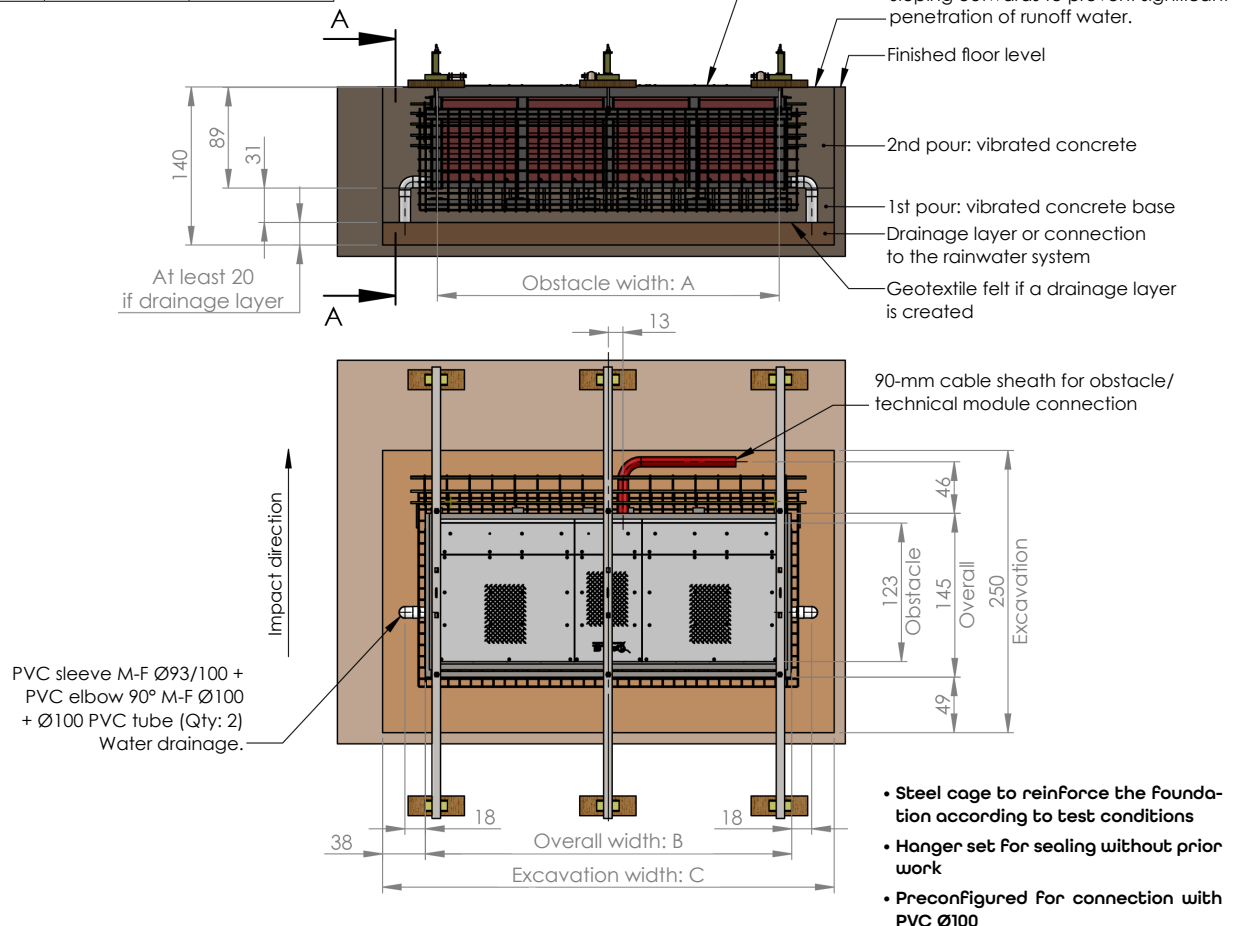 penetration of runoff water.
Finished floor level
A
140
89
31
2nd pour: vibrated concrete
1st pour: vibrated concrete base
Drainage layer or connection
to the rainwater system
At least 20
if drainage layer
A
Obstacle width: A
Geotextile felt if a drainage layer
is created
13
90-mm cable sheath for obstacle/
technical module connection
Impact direction
46
123
Obstacle
145
Overall
250
Excavation
49
PVC sleeve M-F Ø93/100 +
PVC elbow 90° M-F Ø100
+ Ø100 PVC tube (Qty: 2)
Water drainage.
18
18
38
Overall width: B
Excavation width: C
• Steel cage to reinforce the founda-
tion according to test conditions
• Hanger set for sealing without prior
work
• Preconfigured for connection with
PVC Ø100